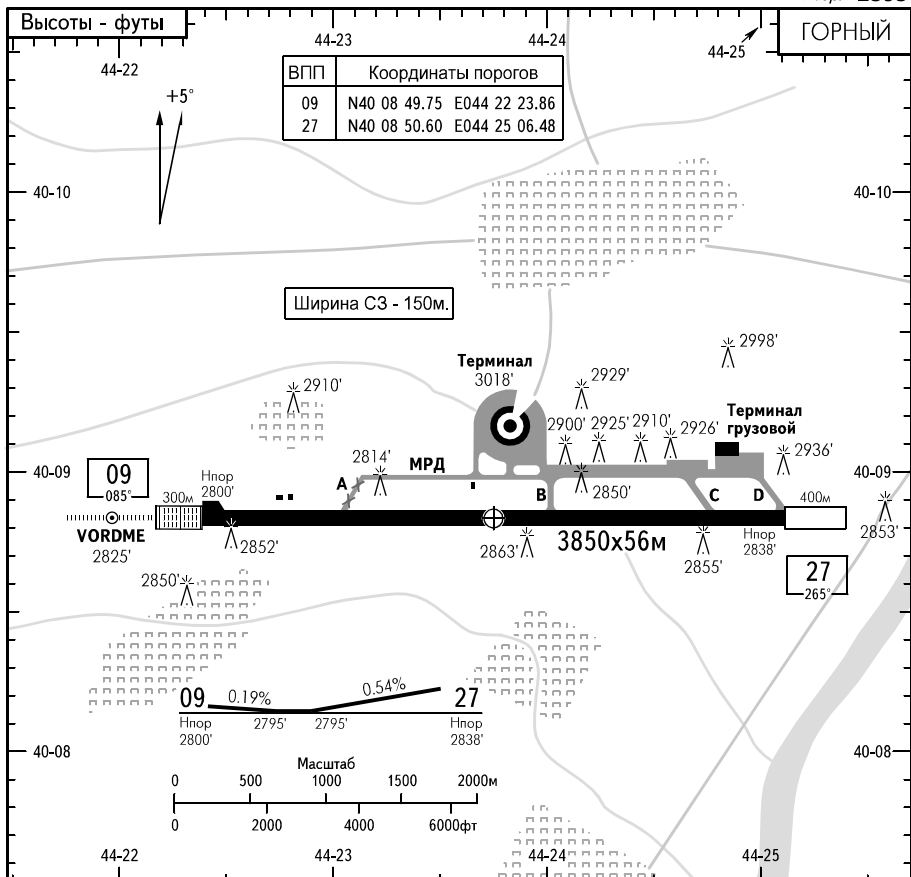 Высоты - футы
ГОРНЫЙ
44-22
44-23
44-24
44-25
ВПП Координаты порогов
09 N40 08 49.75 E044 22 23.86
27 N40 08 50.60 E044 25 06.48
+5°
40-10
40-10
Ширина СЗ - 150м.
2998'
Терминал
3018'
2929'
2910'
2900'
2925'
2910'
2926'
Терминал
грузовой
2936'
40-09
40-09
2814'
МРД
2850'
09
085°
Нпор
2800'
300м
A
B
C
D
400м
VORDME
2825'
2852'
2863'
3850х56м
2855'
Нпор
2838'
2853'
27
265°
2850'
09
0.19%
0.54%
27
Нпор
2800'
2795'
2795'
Нпор
2838'
40-08
40-08
Масштаб
0 500 1000 1500 2000м
0 2000 4000 6000фт
44-22
44-23
44-24
44-25